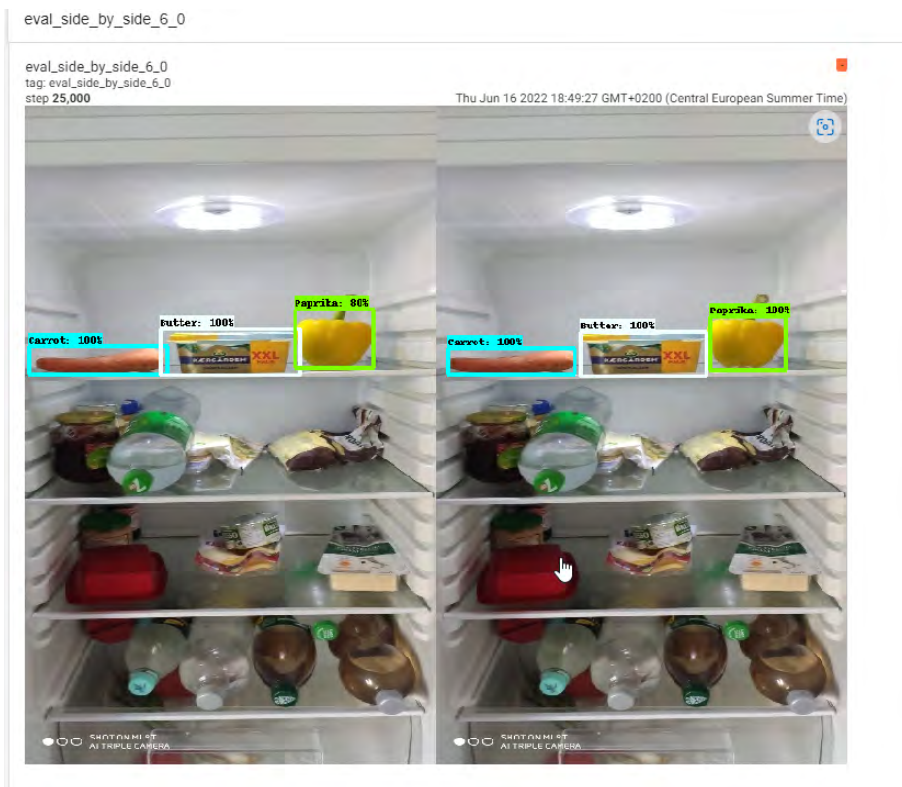 eval_side_by_side_6_0
eval_side_by_side_6_0
tag: eval_side_by_side_6_0
step 25,000
Thu Jun 16 2022 18:49:27 GMT+0200 (Central European Summer Time)
Paprika: 80%
Butter: 100%
Carrot: 100%
KÆRGÅRDEN
XXL
Paprika: 100%
Butter: 100%
Carrot: 100%
KÆRGÅRDEN
XXL
SHOT ON MI 9T
AI TRIPLE CAMERA
SHOT ON MI 9T
AI TRIPLE CAMERA